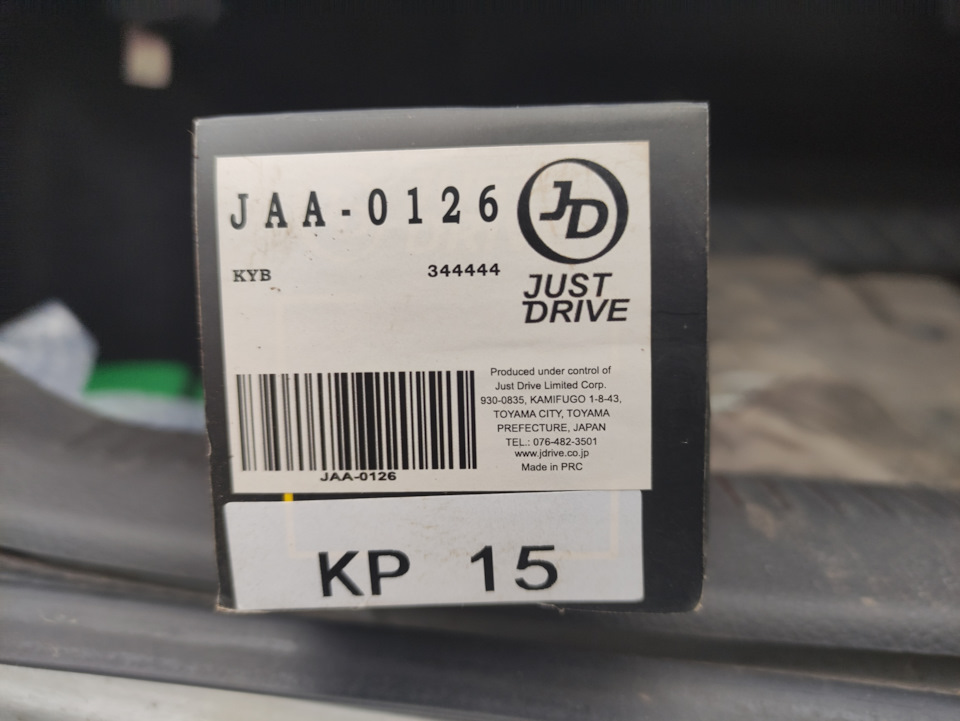 JAA-0126
JD
KYB 344444
JUST
DRIVE
Produced under control of
Just Drive Limited Corp.
930-0835, KAMIFUGO 1-8-43,
TOYAMA CITY, TOYAMA
PREFECTURE, JAPAN
TEL.: 076-482-3501
www.jdrive.co.jp
Made in PRC
JAA-0126
KP 15